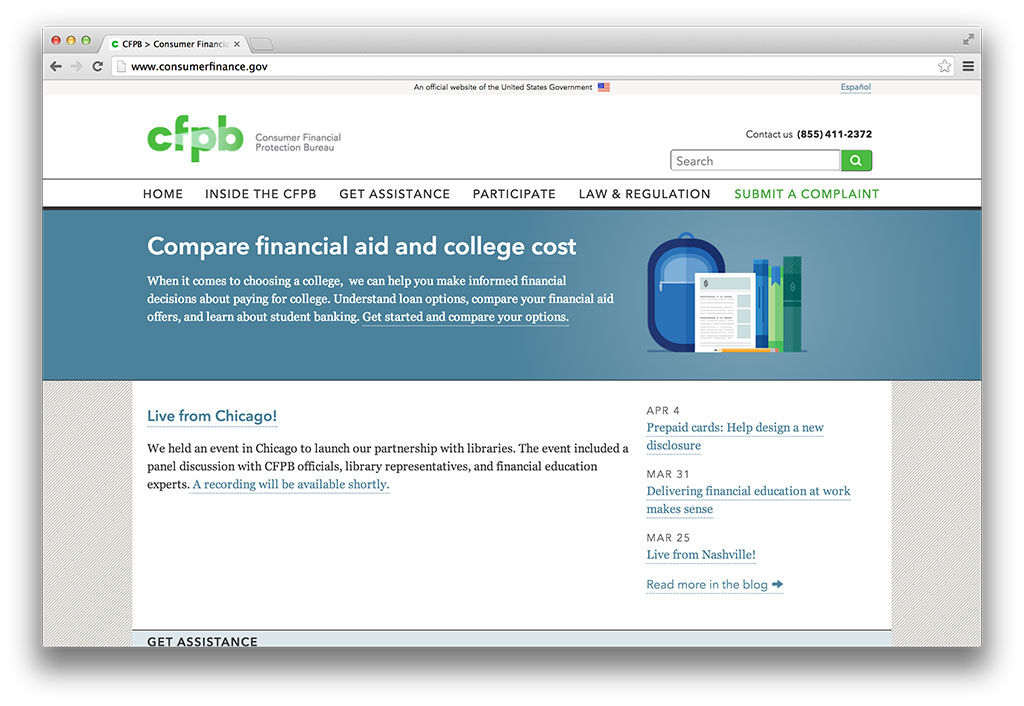 CFPB > Consumer Financia
www.consumerfinance.gov
An official website of the United States Government
Español
cfpb
Consumer Financial
Protection Bureau
Contact us (855) 411-2372
Search
HOME INSIDE THE CFPB GET ASSISTANCE PARTICIPATE LAW & REGULATION SUBMIT A COMPLAINT
Compare financial aid and college cost
When it comes to choosing a college, we can help you make informed financial
decisions about paying for college. Understand loan options, compare your financial aid
offers, and learn about student banking. Get started and compare your options.
Live from Chicago!
We held an event in Chicago to launch our partnership with libraries. The event included a
panel discussion with CFPB officials, library representatives, and financial education
experts. A recording will be available shortly.
APR 4
Prepaid cards: Help design a new
disclosure
MAR 31
Delivering financial education at work
makes sense
MAR 25
Live from Nashville!
Read more in the blog
GET ASSISTANCE